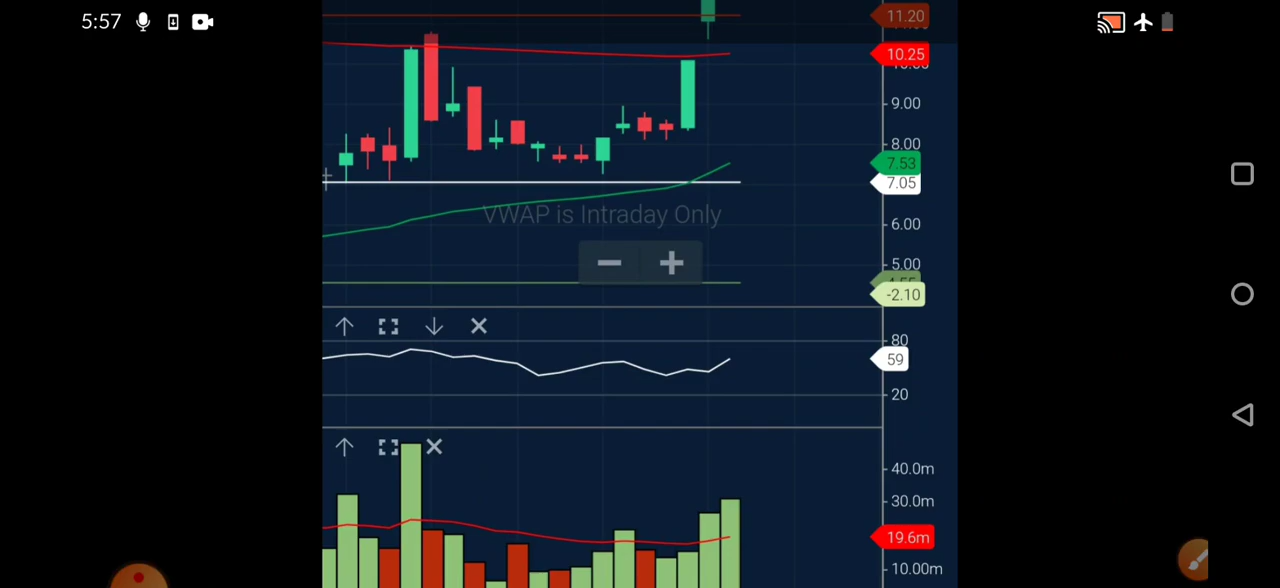 5:57
11.20
10.25
9.00
8.00
7.53
7.05
VWAP is Intraday Only
6.00
5.00
-2.10
80
59
20
40.0m
30.0m
19.6m
10.00m